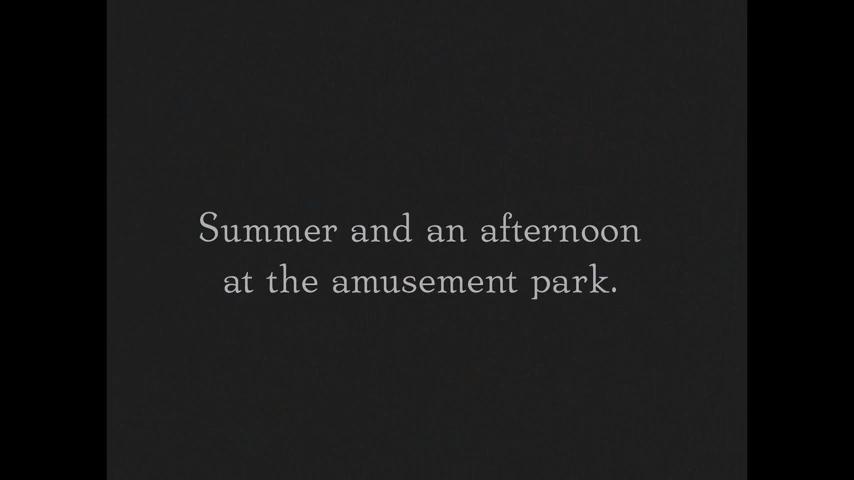 Summer and an afternoon
at the amusement park.